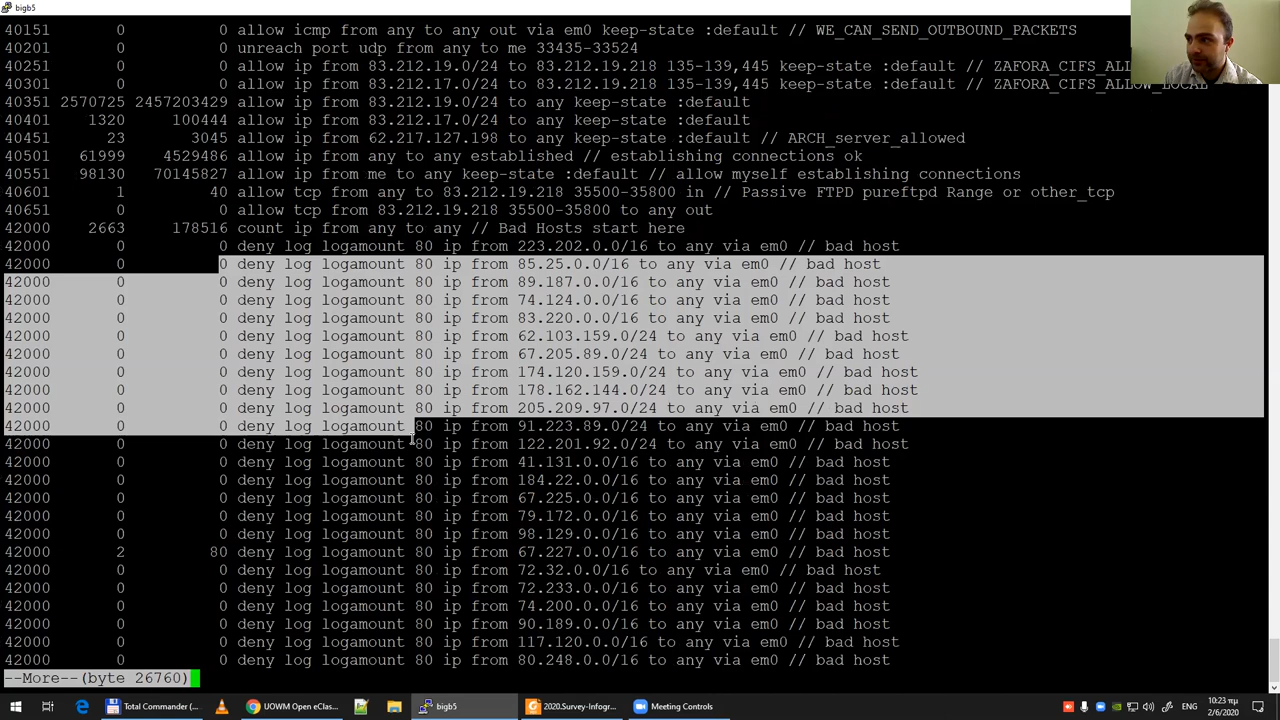 bigb5
40151 0 0 allow icmp from any to any out via em0 keep-state :default // WE_CAN_SEND_OUTBOUND_PACKETS
40201 0 0 unreach port udp from any to me 33435-33524
40251 0 0 allow ip from 83.212.19.0/24 to 83.212.19.218 135-139,445 keep-state :default // ZAFORA_CIFS_ALLOW
40301 0 0 allow ip from 83.212.17.0/24 to 83.212.19.218 135-139,445 keep-state :default // ZAFORA_CIFS_ALLOW_LOCAL
40351 2570725 2457203429 allow ip from 83.212.19.0/24 to any keep-state :default
40401 1320 100444 allow ip from 83.212.17.0/24 to any keep-state :default
40451 23 3045 allow ip from 62.217.127.198 keep-state :default // ARCH_server_allowed
40501 61999 4529486 allow ip from any to any established // establishing connections ok
40551 98130 70145827 allow ip from me to any keep-state :default // allow myself establishing connections
40601 1 40 allow tcp from any to 83.212.19.218 35500-35800 in // Passive FTPD pureftpd Range or other_tcp
40651 0 0 allow tcp from 83.212.19.218 35500-35800 to any out
42000 2663 178516 count ip from any to any // Bad Hosts start here
42000 0 0 deny log logamount 80 ip from 223.202.0.0/16 to any via em0 // bad host
42000 0 0 deny log logamount 80 ip from 85.25.0.0/16 to any via em0 // bad host
42000 0 0 deny log logamount 80 ip from 89.187.0.0/16 to any via em0 // bad host
42000 0 0 deny log logamount 80 ip from 74.124.0.0/16 to any via em0 // bad host
42000 0 0 deny log logamount 80 ip from 83.220.0.0/16 to any via em0 // bad host
42000 0 0 deny log logamount 80 ip from 62.103.159.0/24 to any via em0 // bad host
42000 0 0 deny log logamount 80 ip from 67.205.89.0/24 to any via em0 // bad host
42000 0 0 deny log logamount 80 ip from 174.120.159.0/24 to any via em0 // bad host
42000 0 0 deny log logamount 80 ip from 178.162.144.0/24 to any via em0 // bad host
42000 0 0 deny log logamount 80 ip from 205.209.97.0/24 to any via em0 // bad host
42000 0 0 deny log logamount 80 ip from 91.223.89.0/24 to any via em0 // bad host
42000 0 0 deny log logamount 80 ip from 122.201.92.0/24 to any via em0 // bad host
42000 0 0 deny log logamount 80 ip from 41.131.0.0/16 to any via em0 // bad host
42000 0 0 deny log logamount 80 ip from 184.22.0.0/16 to any via em0 // bad host
42000 0 0 deny log logamount 80 ip from 67.225.0.0/16 to any via em0 // bad host
42000 0 0 deny log logamount 80 ip from 79.172.0.0/16 to any via em0 // bad host
42000 0 0 deny log logamount 80 ip from 98.129.0.0/16 to any via em0 // bad host
42000 2 80 deny log logamount 80 ip from 67.227.0.0/16 to any via em0 // bad host
42000 0 0 deny log logamount 80 ip from 72.32.0.0/16 to any via em0 // bad host
42000 0 0 deny log logamount 80 ip from 72.233.0.0/16 to any via em0 // bad host
42000 0 0 deny log logamount 80 ip from 74.200.0.0/16 to any via em0 // bad host
42000 0 0 deny log logamount 80 ip from 90.189.0.0/16 to any via em0 // bad host
42000 0 0 deny log logamount 80 ip from 117.120.0.0/16 to any via em0 // bad host
42000 0 0 deny log logamount 80 ip from 80.248.0.0/16 to any via em0 // bad host
--More--(byte 26760)
Total Commander (... UOWM Open eClas... bigb5 2020.Survey-Infogr... Meeting Controls ENG 10:23 πμ
2/6/2020